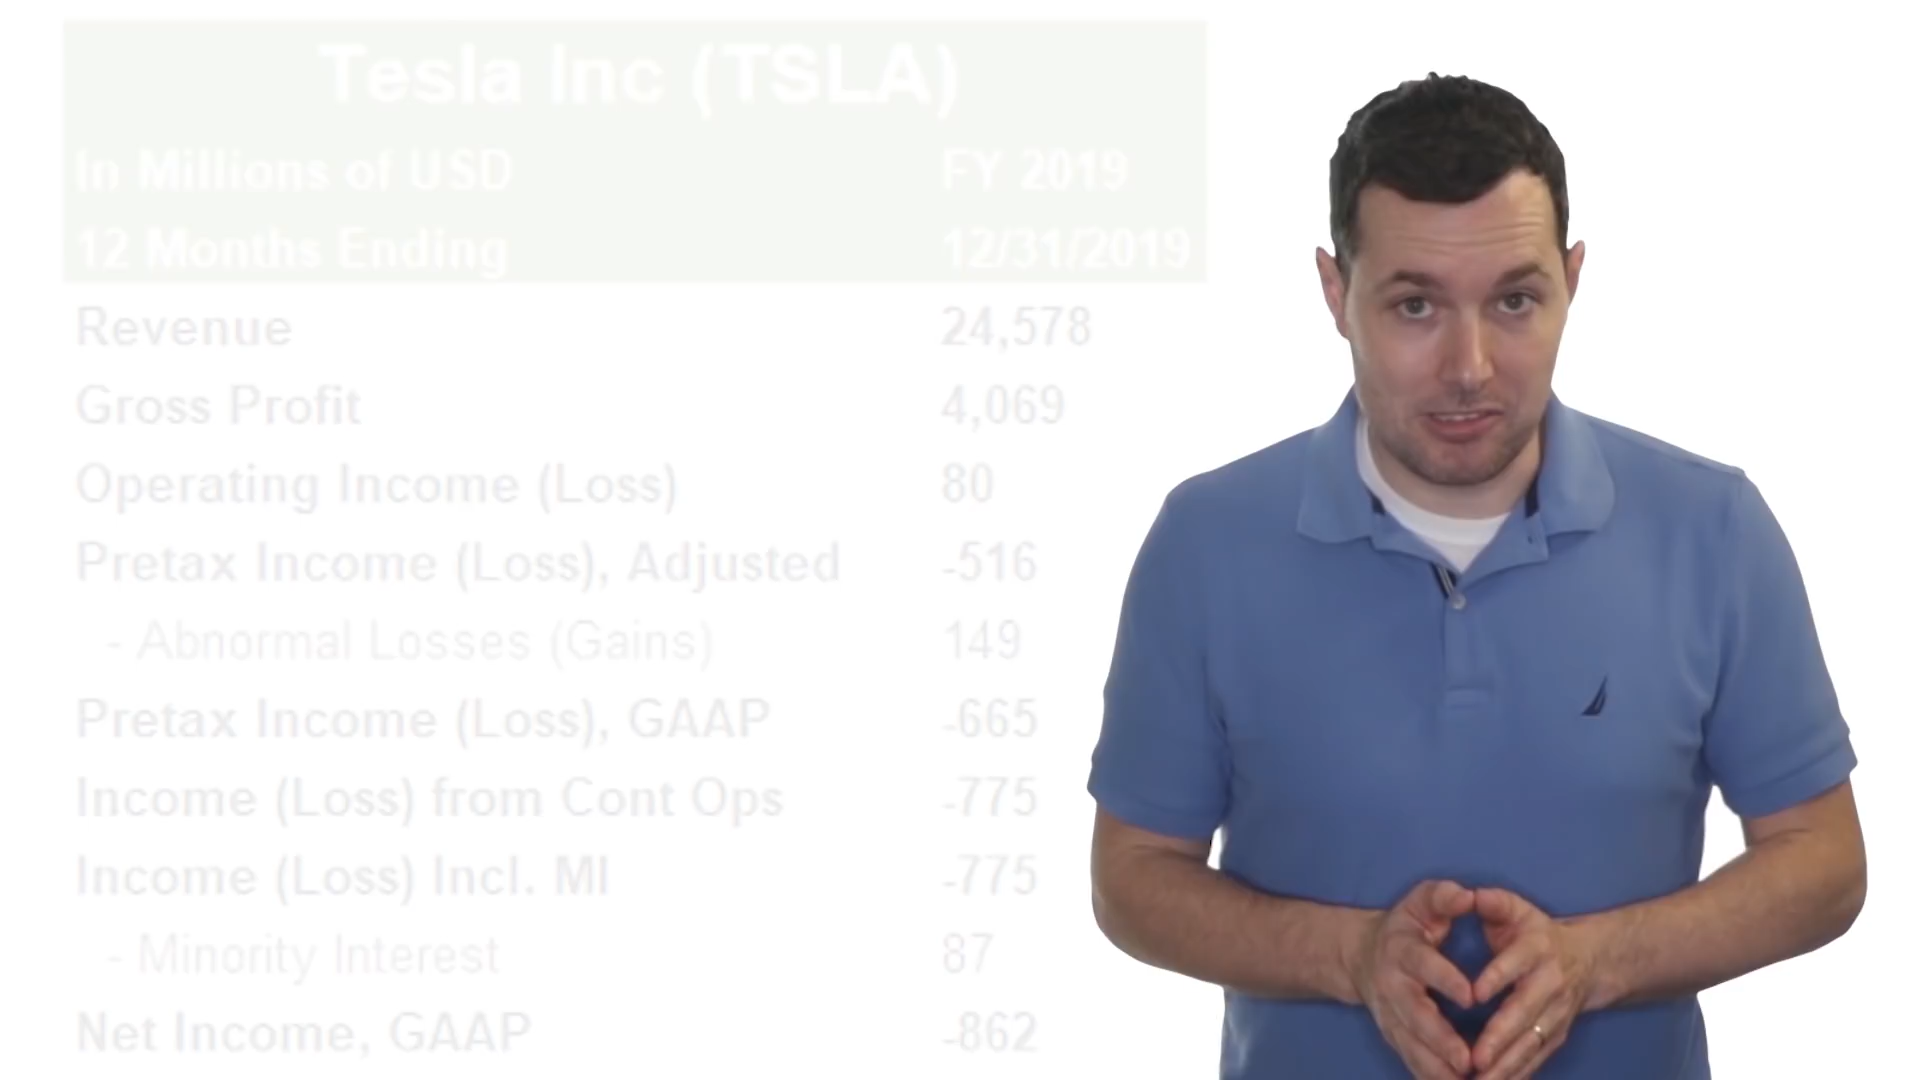 Tesla Inc (TSLA)
In Millions of USD FY 2019
12 Months Ending 12/31/2019
Revenue 24,578
Gross Profit 4,069
Operating Income (Loss) 80
Pretax Income (Loss), Adjusted -516
- Abnormal Losses (Gains) 149
Pretax Income (Loss), GAAP -665
Income (Loss) from Cont Ops -775
Income (Loss) Incl. MI -775
- Minority Interest 87
Net Income, GAAP -862